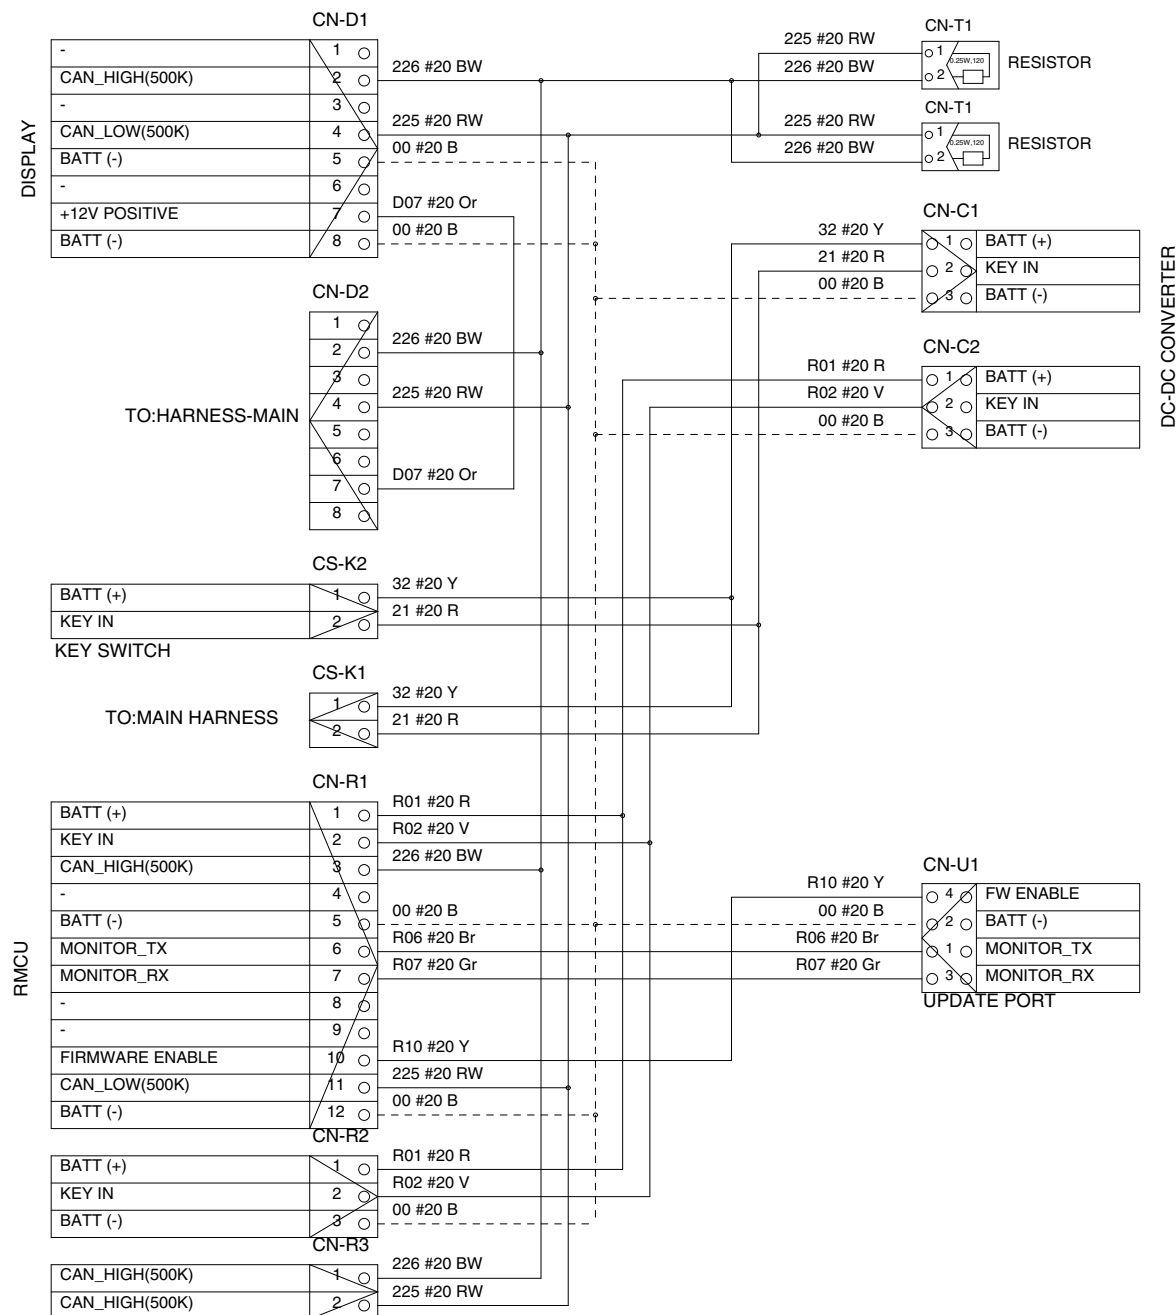 CN-D1
DISPLAY
- 1
CAN_HIGH(500K) 2 226 #20 BW
- 3
CAN_LOW(500K) 4 225 #20 RW
BATT (-) 5 00 #20 B
- 6
+12V POSITIVE 7 D07 #20 Or
BATT (-) 8 00 #20 B
CN-T1
225 #20 RW 1 0.25W,120 RESISTOR
226 #20 BW 2
CN-T1
225 #20 RW 1 0.25W,120 RESISTOR
226 #20 BW 2
CN-C1
32 #20 Y 1 BATT (+)
21 #20 R 2 KEY IN
00 #20 B 3 BATT (-)
DC-DC CONVERTER
CN-C2
R01 #20 R 1 BATT (+)
R02 #20 V 2 KEY IN
00 #20 B 3 BATT (-)
CN-D2
TO:HARNESS-MAIN
1
2 226 #20 BW
3
4 225 #20 RW
5
6
7 D07 #20 Or
8
CS-K2
BATT (+) 1 32 #20 Y
KEY IN 2 21 #20 R
KEY SWITCH
CS-K1
TO:MAIN HARNESS
1 32 #20 Y
2 21 #20 R
CN-R1
RMCU
BATT (+) 1 R01 #20 R
KEY IN 2 R02 #20 V
CAN_HIGH(500K) 3 226 #20 BW
- 4
BATT (-) 5 00 #20 B
MONITOR_TX 6 R06 #20 Br
MONITOR_RX 7 R07 #20 Gr
- 8
- 9
FIRMWARE ENABLE 10 R10 #20 Y
CAN_LOW(500K) 11 225 #20 RW
BATT (-) 12 00 #20 B
CN-U1
R10 #20 Y 4 FW ENABLE
00 #20 B 2 BATT (-)
R06 #20 Br 1 MONITOR_TX
R07 #20 Gr 3 MONITOR_RX
UPDATE PORT
CN-R2
BATT (+) 1 R01 #20 R
KEY IN 2 R02 #20 V
BATT (-) 3 00 #20 B
CN-R3
CAN_HIGH(500K) 1 226 #20 BW
CAN_HIGH(500K) 2 225 #20 RW